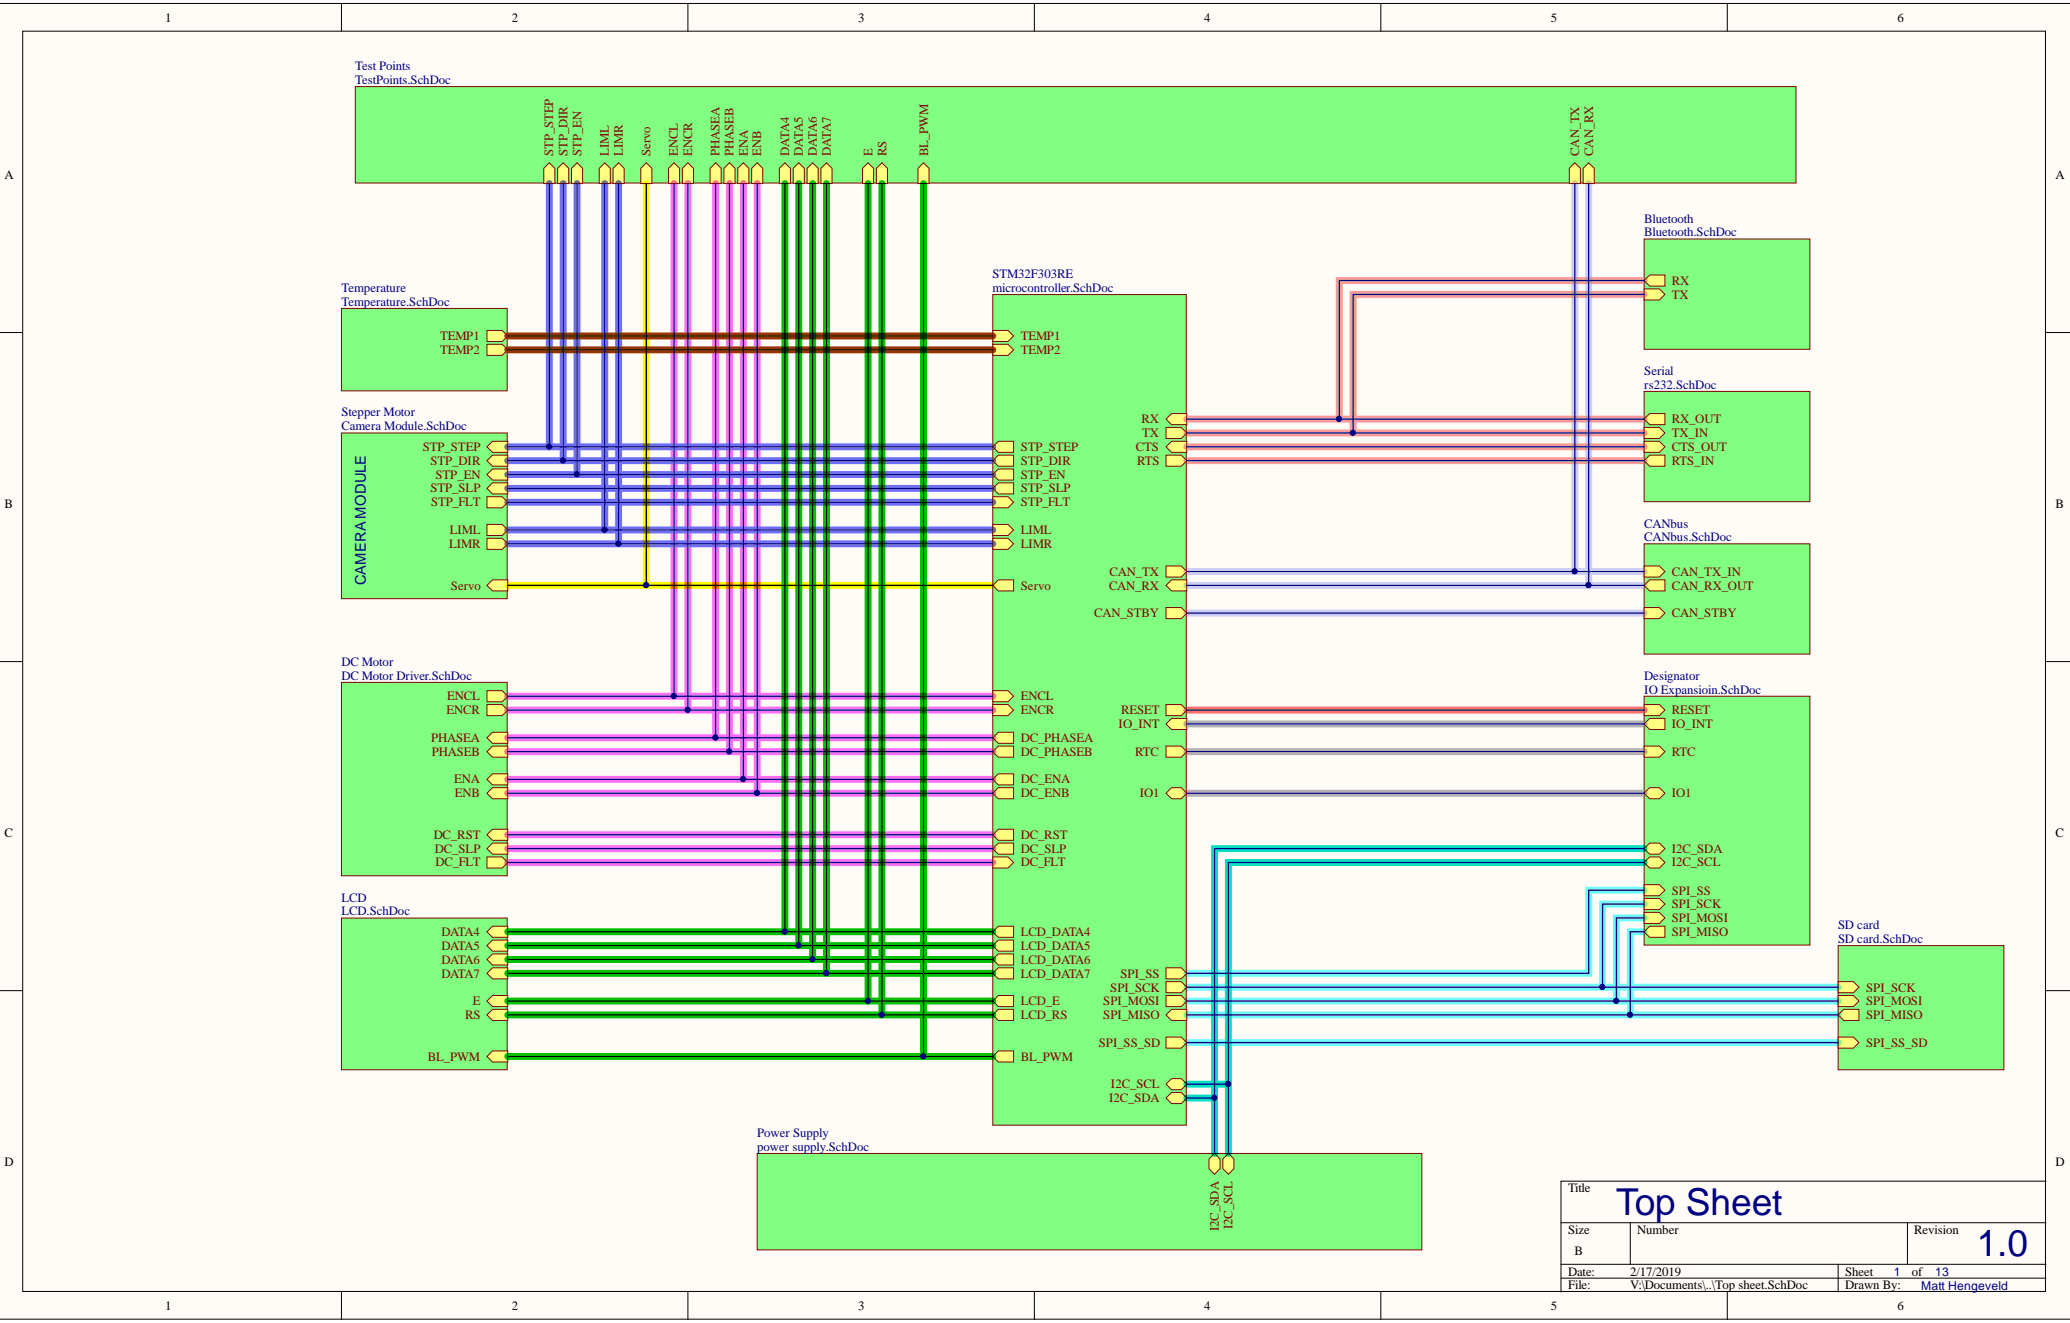 1 2 3 4 5 6
A
B
C
D
Test Points
TestPoints.SchDoc
STP_STEP
STP_DIR
STP_EN
LIML
LIMR
Servo
ENCL
ENCR
PHASEA
PHASEB
ENA
ENB
DATA4
DATA5
DATA6
DATA7
E
RS
BL_PWM
CAN_TX
CAN_RX
Temperature
Temperature.SchDoc
TEMP1
TEMP2
Stepper Motor
Camera Module.SchDoc
CAMERA MODULE
STP_STEP
STP_DIR
STP_EN
STP_SLP
STP_FLT
LIML
LIMR
Servo
DC Motor
DC Motor Driver.SchDoc
ENCL
ENCR
PHASEA
PHASEB
ENA
ENB
DC_RST
DC_SLP
DC_FLT
LCD
LCD.SchDoc
DATA4
DATA5
DATA6
DATA7
E
RS
BL_PWM
STM32F303RE
microcontroller.SchDoc
TEMP1
TEMP2
STP_STEP
STP_DIR
STP_EN
STP_SLP
STP_FLT
LIML
LIMR
Servo
ENCL
ENCR
DC_PHASEA
DC_PHASEB
DC_ENA
DC_ENB
DC_RST
DC_SLP
DC_FLT
LCD_DATA4
LCD_DATA5
LCD_DATA6
LCD_DATA7
LCD_E
LCD_RS
BL_PWM
RX
TX
CTS
RTS
CAN_TX
CAN_RX
CAN_STBY
RESET
IO_INT
RTC
IO1
SPI_SS
SPI_SCK
SPI_MOSI
SPI_MISO
SPI_SS_SD
I2C_SCL
I2C_SDA
Bluetooth
Bluetooth.SchDoc
RX
TX
Serial
rs232.SchDoc
RX_OUT
TX_IN
CTS_OUT
RTS_IN
CANbus
CANbus.SchDoc
CAN_TX_IN
CAN_RX_OUT
CAN_STBY
Designator
IO Expansioin.SchDoc
RESET
IO_INT
RTC
IO1
I2C_SDA
I2C_SCL
SPI_SS
SPI_SCK
SPI_MOSI
SPI_MISO
SD card
SD card.SchDoc
SPI_SCK
SPI_MOSI
SPI_MISO
SPI_SS_SD
Power Supply
power supply.SchDoc
I2C_SDA
I2C_SCL
A
B
C
D
Title Top Sheet
Size Number Revision 1.0
B
Date: 2/17/2019 Sheet 1 of 13
File: V:\Documents\..\Top sheet.SchDoc Drawn By: Matt Hengeveld
1 2 3 4 5 6